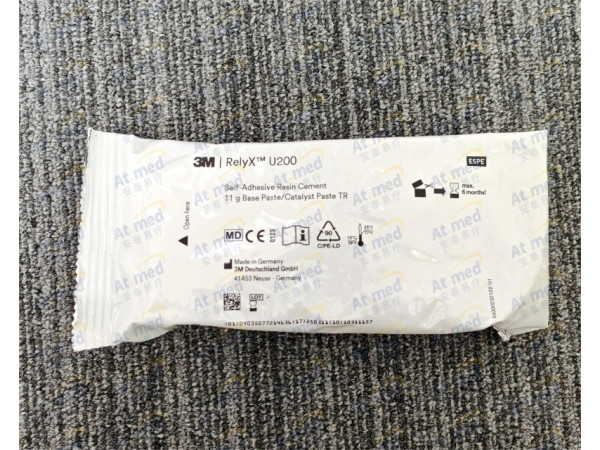 3M | RelyX™ U200
ESPE
Self-Adhesive Resin Cement
11 g Base Paste/Catalyst Paste TR
max.
6 months!
Open here
MD CE 0123
90
C/PE-LD
Made in Germany
3M Deutschland GmbH
41453 Neuss - Germany
LOT
At med